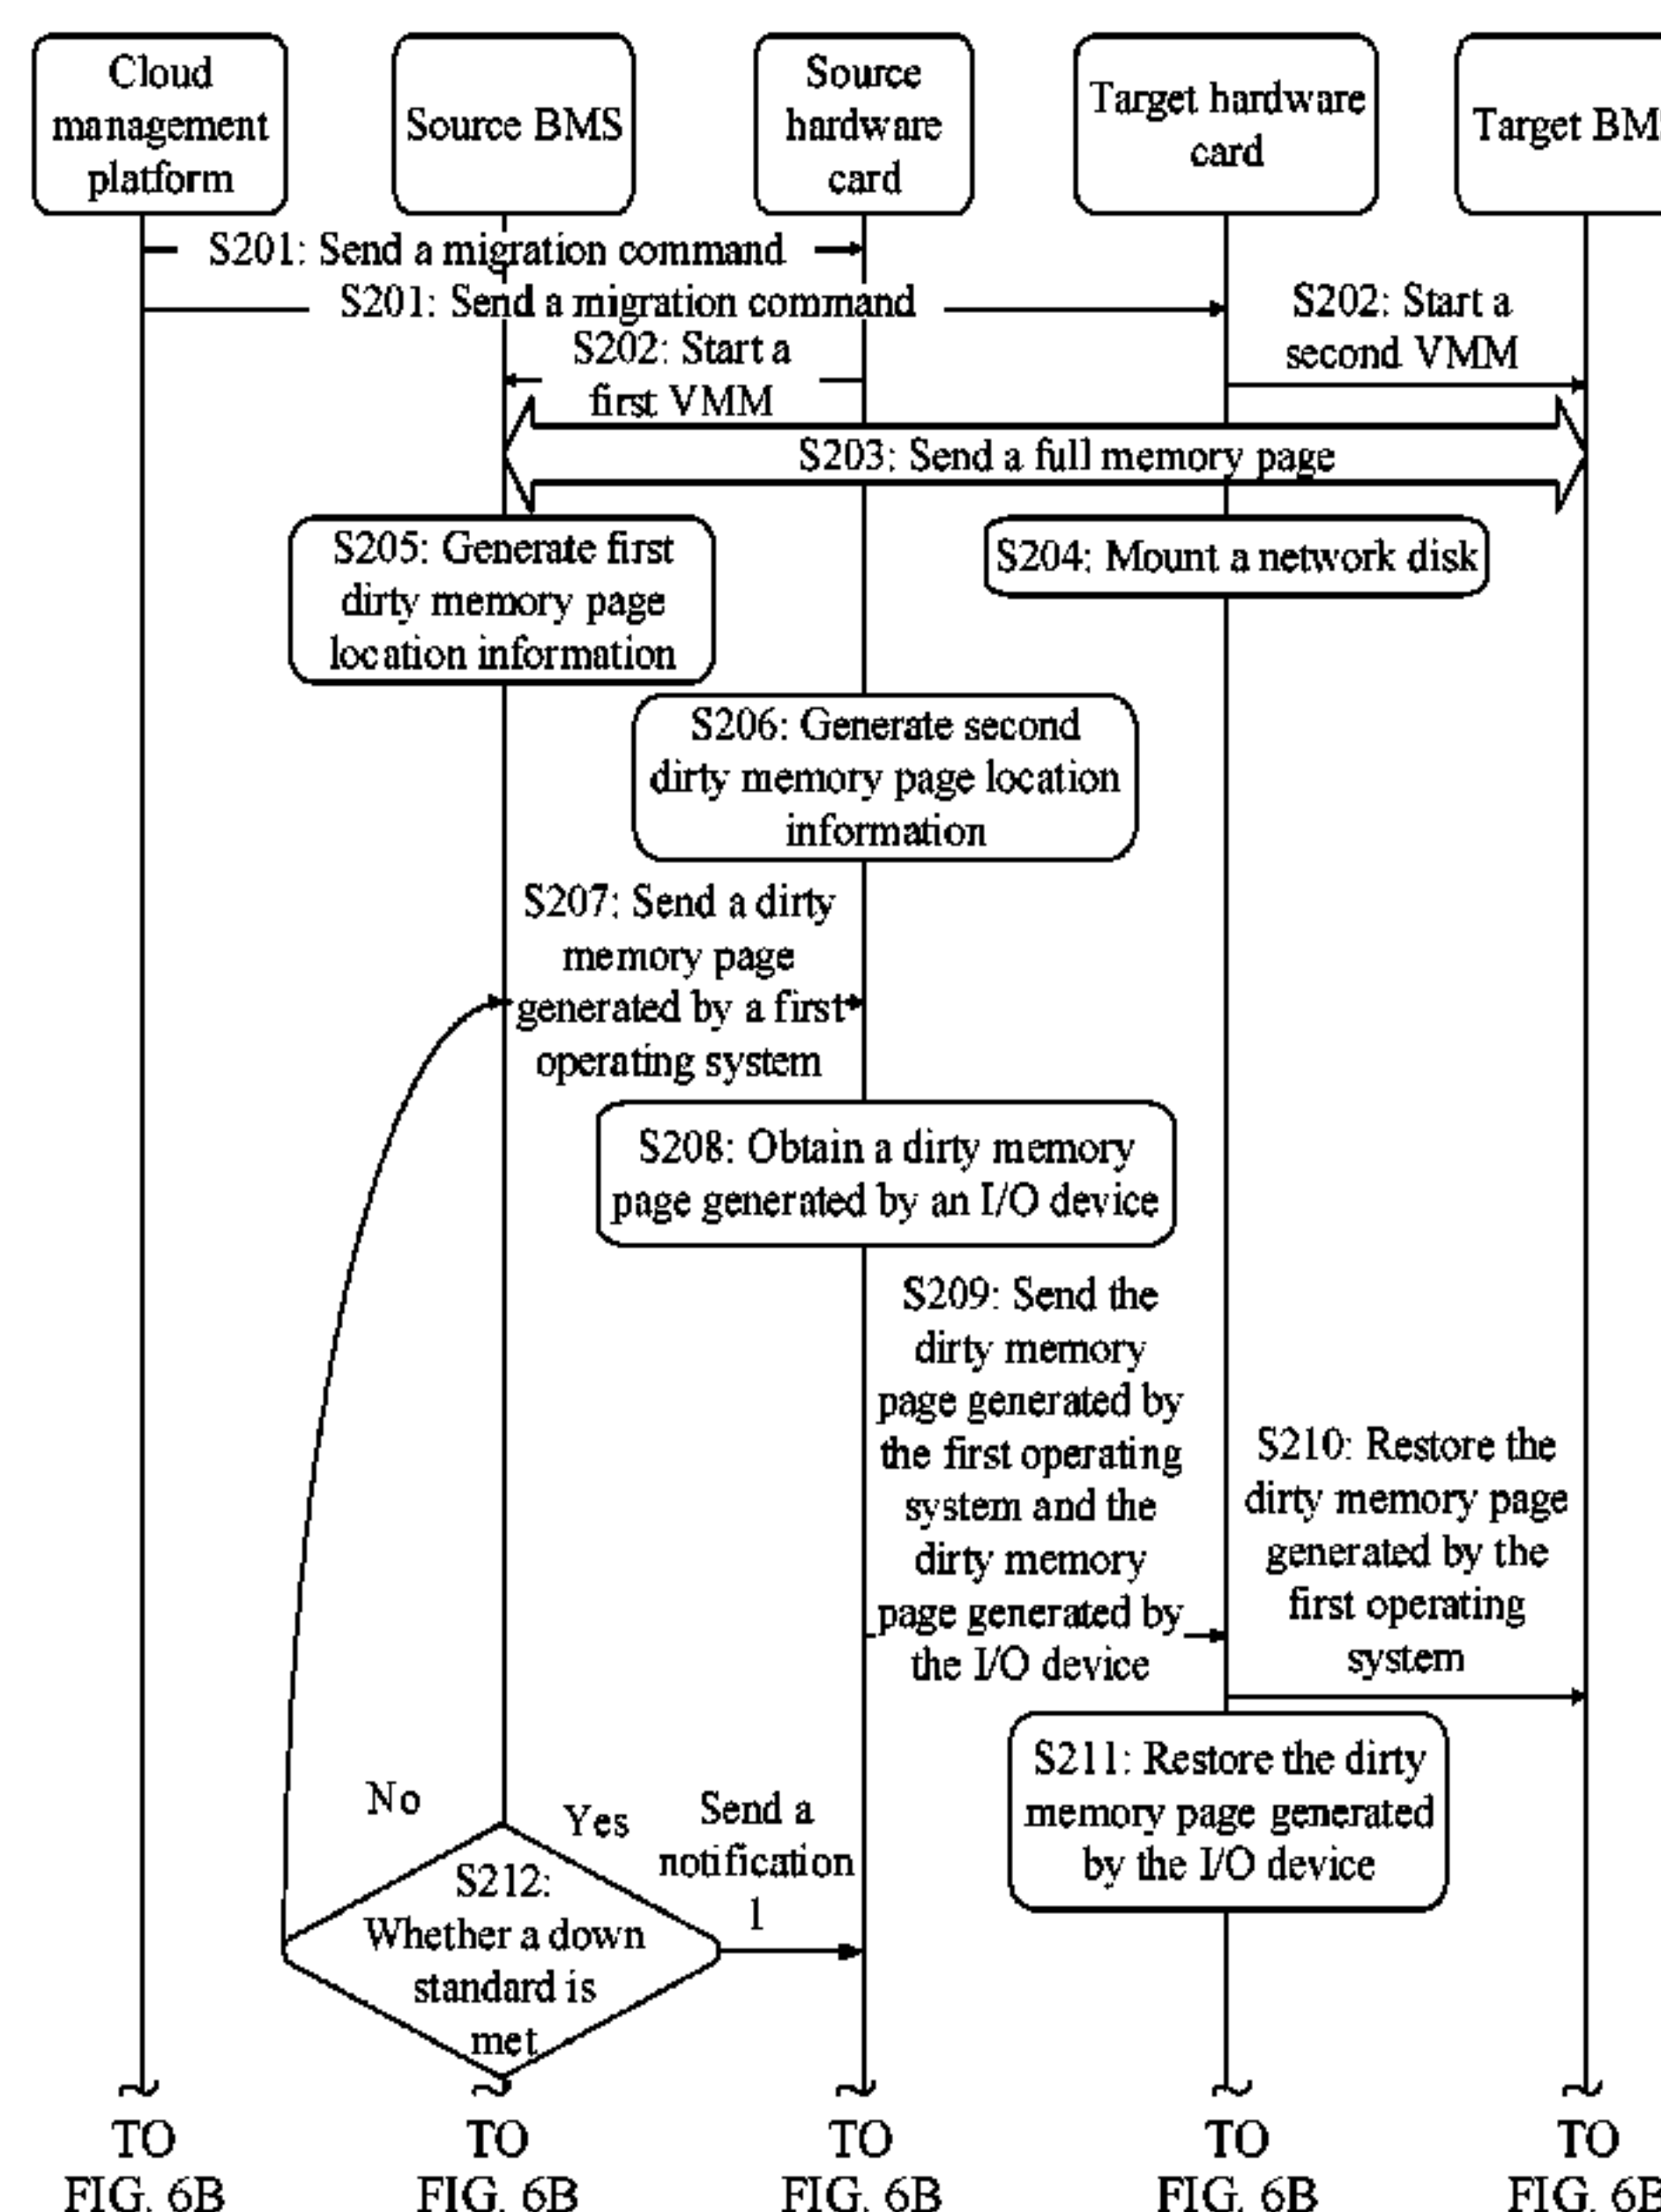 Cloud
management
platform
Source BMS
Source
hardware
card
Target hardware
card
Target BM
S201: Send a migration command
S201: Send a migration command
S202: Start a
first VMM
S202: Start a
second VMM
S203: Send a full memory page
S205: Generate first
dirty memory page
location information
S204: Mount a network disk
S206: Generate second
dirty memory page location
information
S207: Send a dirty
memory page
generated by a first
operating system
S208: Obtain a dirty memory
page generated by an I/O device
S209: Send the
dirty memory
page generated by
the first operating
system and the
dirty memory
page generated by
the I/O device
S210: Restore the
dirty memory page
generated by the
first operating
system
S211: Restore the dirty
memory page generated
by the I/O device
No
Yes
Send a
notification
1
S212:
Whether a down
standard is
met
TO
FIG. 6B
TO
FIG. 6B
TO
FIG. 6B
TO
FIG. 6B
TO
FIG. 6B